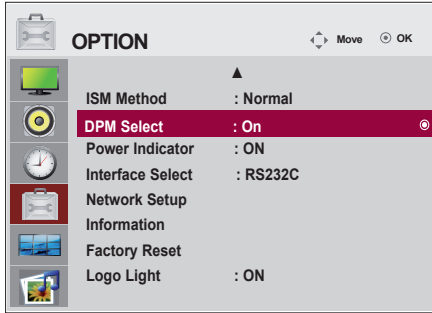 OPTION
Move
OK
▲
ISM Method : Normal
DPM Select : On
Power Indicator : ON
Interface Select : RS232C
Network Setup
Information
Factory Reset
Logo Light : ON